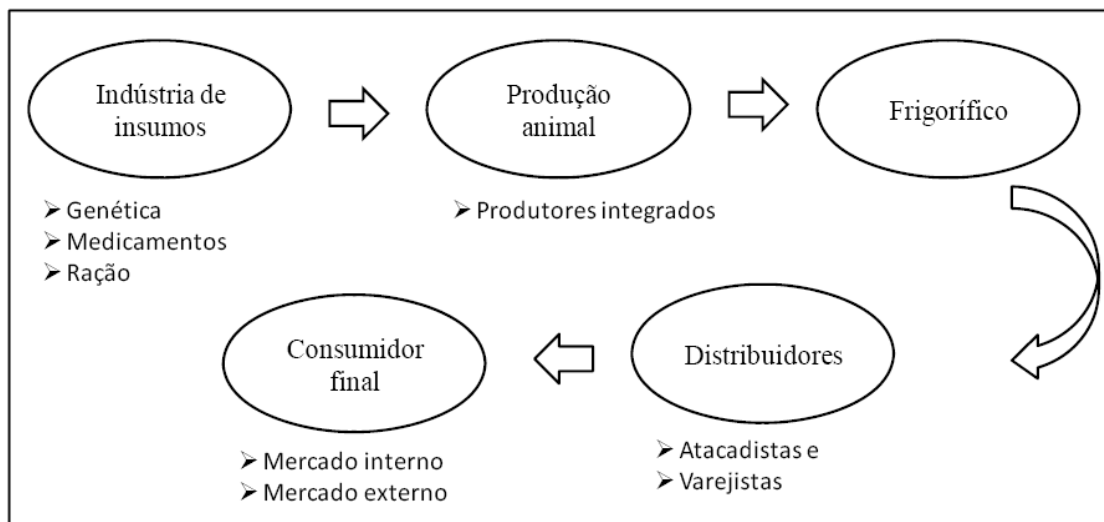 Indústria de
insumos
Produção
animal
Frigorífico
➢ Genética
➢ Medicamentos
➢ Ração
➢ Produtores integrados
Consumidor
final
Distribuidores
➢ Mercado interno
➢ Mercado externo
➢ Atacadistas e
➢ Varejistas